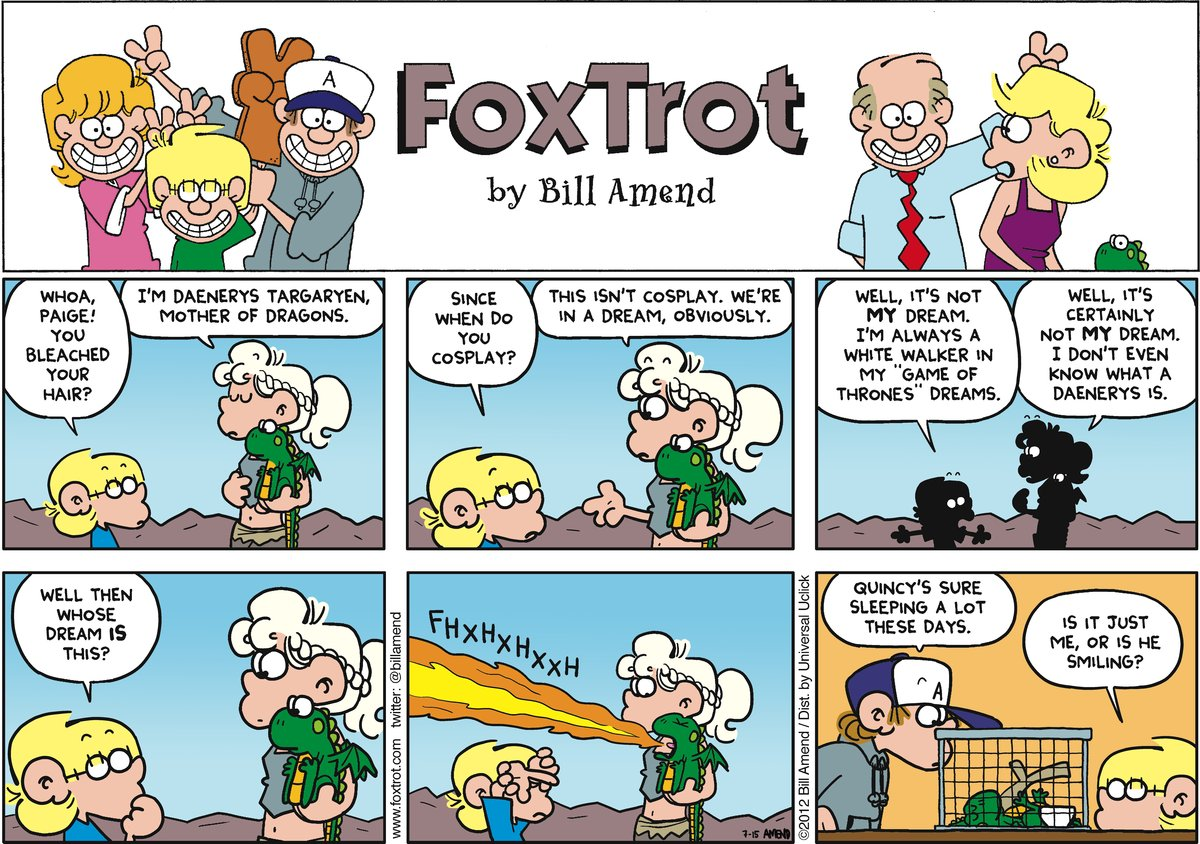 A
FoxTrot
by Bill Amend
WHOA,
PAIGE!
YOU
BLEACHED
YOUR
HAIR?
I'M DAENERYS TARGARYEN,
MOTHER OF DRAGONS.
SINCE
WHEN DO
YOU
COSPLAY?
THIS ISN'T COSPLAY. WE'RE
IN A DREAM, OBVIOUSLY.
WELL, IT'S NOT
MY DREAM.
I'M ALWAYS A
WHITE WALKER IN
MY "GAME OF
THRONES" DREAMS.
WELL, IT'S
CERTAINLY
NOT MY DREAM.
I DON'T EVEN
KNOW WHAT A
DAENERYS IS.
WELL THEN
WHOSE
DREAM IS
THIS?
www.foxtrot.com twitter: @billamend
FHXHXHXXH
7-15 AMEND
©2012 Bill Amend / Dist. by Universal Uclick
QUINCY'S SURE
SLEEPING A LOT
THESE DAYS.
IS IT JUST
ME, OR IS HE
SMILING?
A